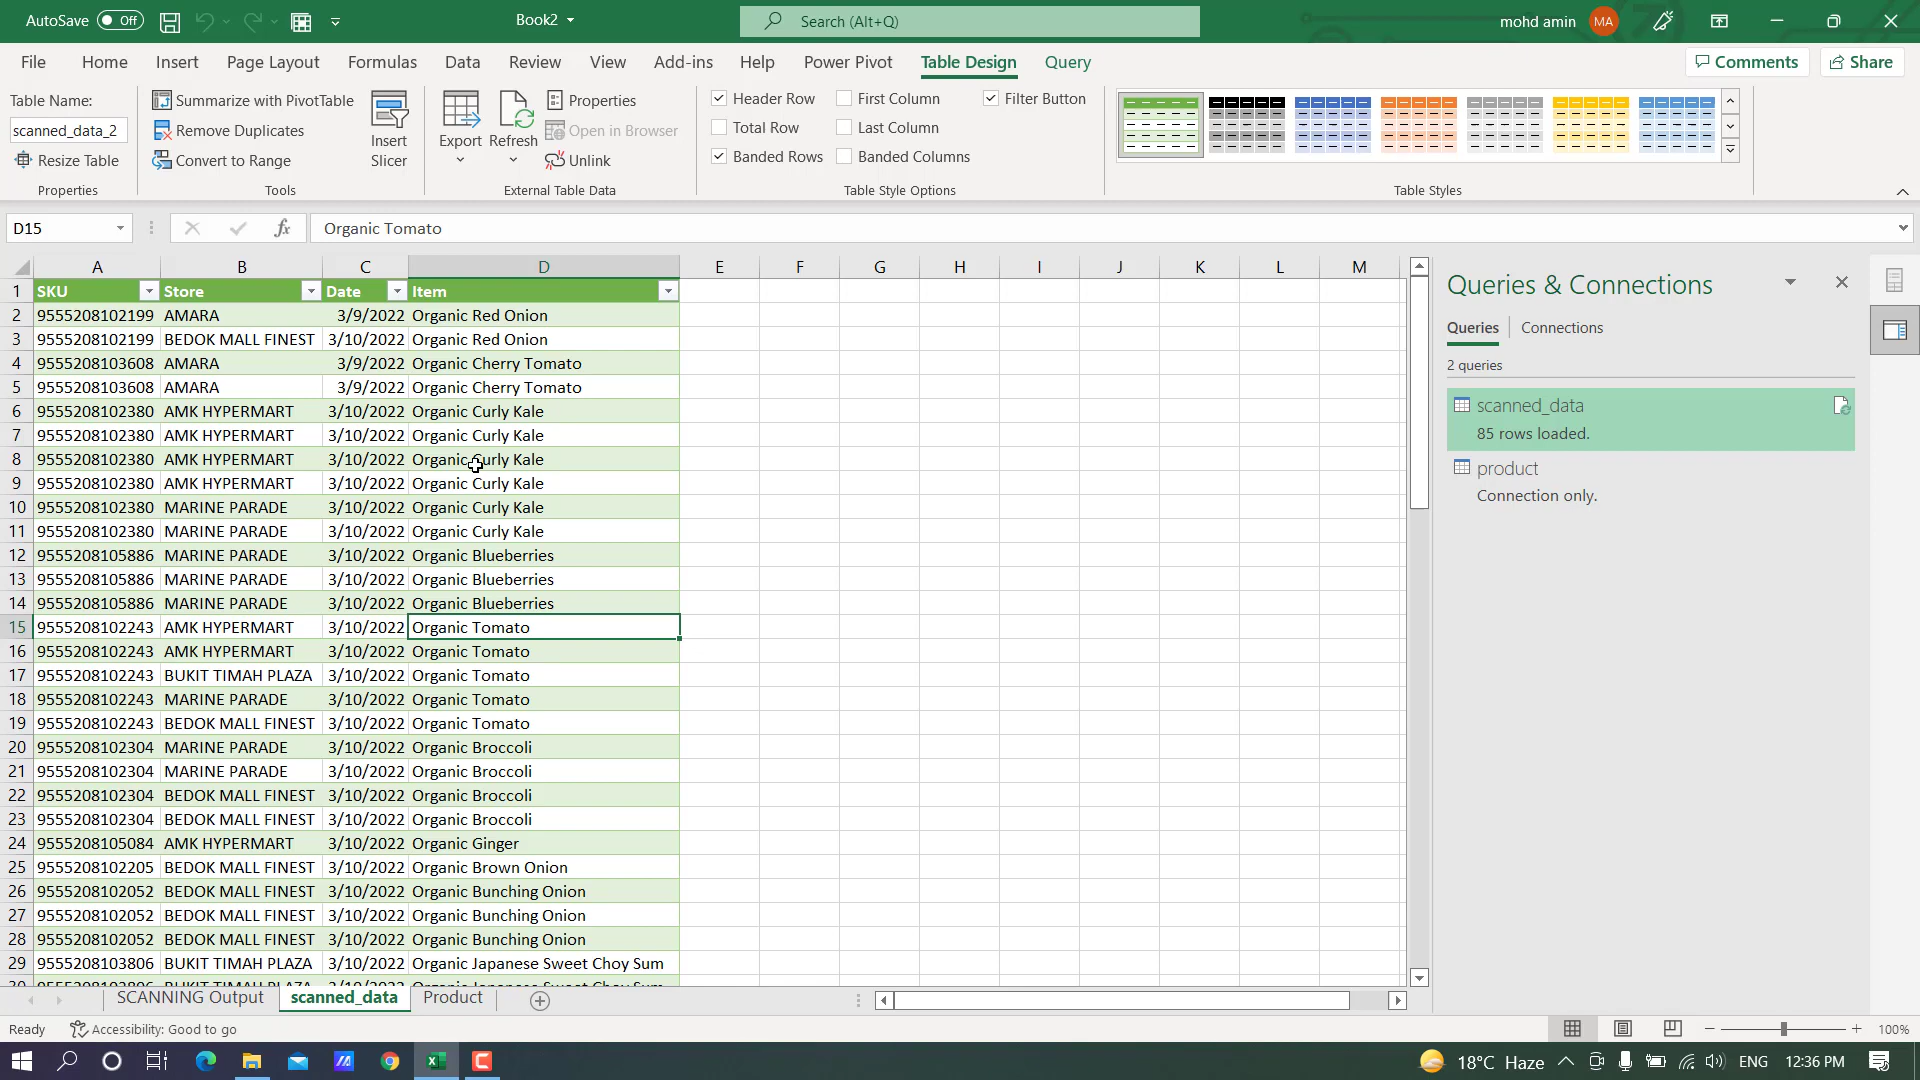 AutoSave Off Book2 Search (Alt+Q) mohd amin MA
File Home Insert Page Layout Formulas Data Review View Add-ins Help Power Pivot Table Design Query Comments Share
Table Name:
scanned_data_2
Resize Table
Properties
Summarize with PivotTable
Remove Duplicates
Convert to Range
Insert
Slicer
Tools
Export
Refresh
Properties
Open in Browser
Unlink
External Table Data
Header Row First Column Filter Button
Total Row Last Column
Banded Rows Banded Columns
Table Style Options
Table Styles
D15 fx Organic Tomato
A B C D E F G H I J K L M
1 SKU Store Date Item
2 9555208102199 AMARA 3/9/2022 Organic Red Onion
3 9555208102199 BEDOK MALL FINEST 3/10/2022 Organic Red Onion
4 9555208103608 AMARA 3/9/2022 Organic Cherry Tomato
5 9555208103608 AMARA 3/9/2022 Organic Cherry Tomato
6 9555208102380 AMK HYPERMART 3/10/2022 Organic Curly Kale
7 9555208102380 AMK HYPERMART 3/10/2022 Organic Curly Kale
8 9555208102380 AMK HYPERMART 3/10/2022 Organic Curly Kale
9 9555208102380 AMK HYPERMART 3/10/2022 Organic Curly Kale
10 9555208102380 MARINE PARADE 3/10/2022 Organic Curly Kale
11 9555208102380 MARINE PARADE 3/10/2022 Organic Curly Kale
12 9555208105886 MARINE PARADE 3/10/2022 Organic Blueberries
13 9555208105886 MARINE PARADE 3/10/2022 Organic Blueberries
14 9555208105886 MARINE PARADE 3/10/2022 Organic Blueberries
15 9555208102243 AMK HYPERMART 3/10/2022 Organic Tomato
16 9555208102243 AMK HYPERMART 3/10/2022 Organic Tomato
17 9555208102243 BUKIT TIMAH PLAZA 3/10/2022 Organic Tomato
18 9555208102243 MARINE PARADE 3/10/2022 Organic Tomato
19 9555208102243 BEDOK MALL FINEST 3/10/2022 Organic Tomato
20 9555208102304 MARINE PARADE 3/10/2022 Organic Broccoli
21 9555208102304 MARINE PARADE 3/10/2022 Organic Broccoli
22 9555208102304 BEDOK MALL FINEST 3/10/2022 Organic Broccoli
23 9555208102304 BEDOK MALL FINEST 3/10/2022 Organic Broccoli
24 9555208105084 AMK HYPERMART 3/10/2022 Organic Ginger
25 9555208102205 BEDOK MALL FINEST 3/10/2022 Organic Brown Onion
26 9555208102052 BEDOK MALL FINEST 3/10/2022 Organic Bunching Onion
27 9555208102052 BEDOK MALL FINEST 3/10/2022 Organic Bunching Onion
28 9555208102052 BEDOK MALL FINEST 3/10/2022 Organic Bunching Onion
29 9555208103806 BUKIT TIMAH PLAZA 3/10/2022 Organic Japanese Sweet Choy Sum
Queries & Connections
Queries Connections
2 queries
scanned_data
85 rows loaded.
product
Connection only.
SCANNING Output scanned_data Product
Ready Accessibility: Good to go 100%
18°C Haze ENG 12:36 PM